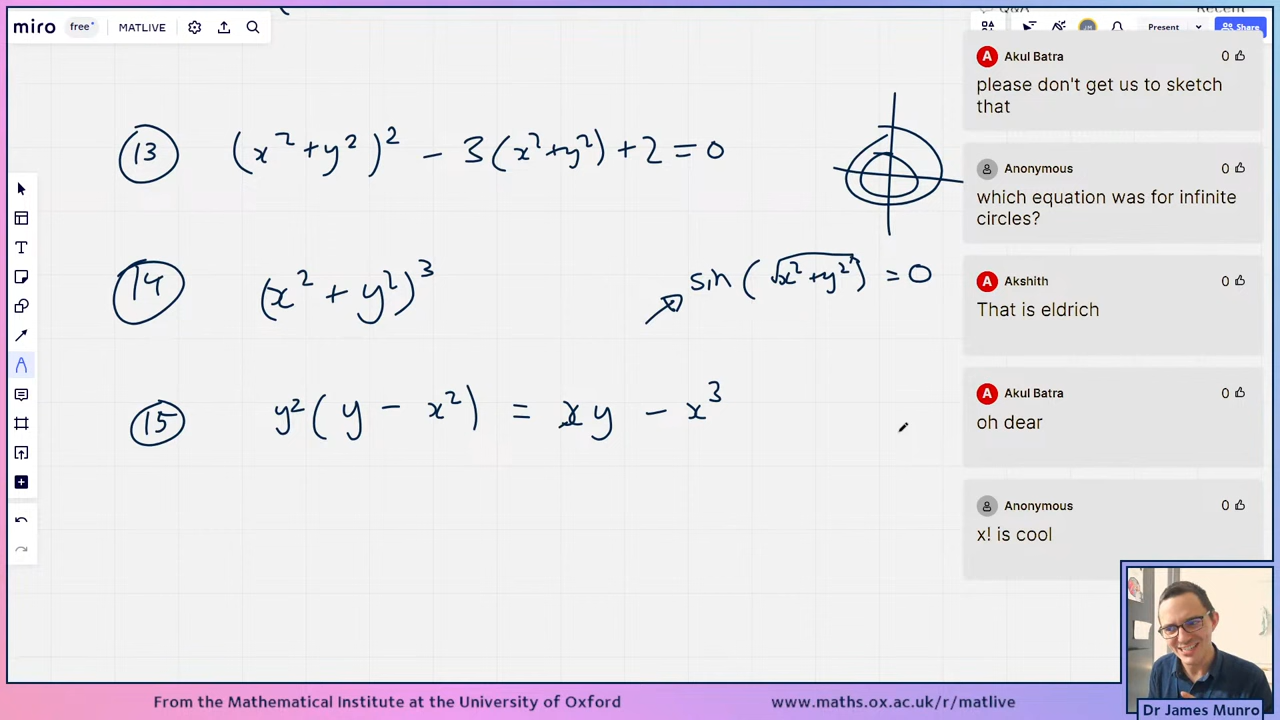 miro free MATLIVE
Present Share
13 (x² + y²)² – 3(x² + y²) + 2 = 0
14 (x² + y²)³
sin(√x² + y²) = 0
15 y²(y – x²) = xy – x³
Q&A Recent
A Akul Batra 0
please don't get us to sketch
that
Anonymous 0
which equation was for infinite
circles?
A Akshith 0
That is eldrich
A Akul Batra 0
oh dear
Anonymous 0
x! is cool
Dr James Munro
From the Mathematical Institute at the University of Oxford www.maths.ox.ac.uk/r/matlive